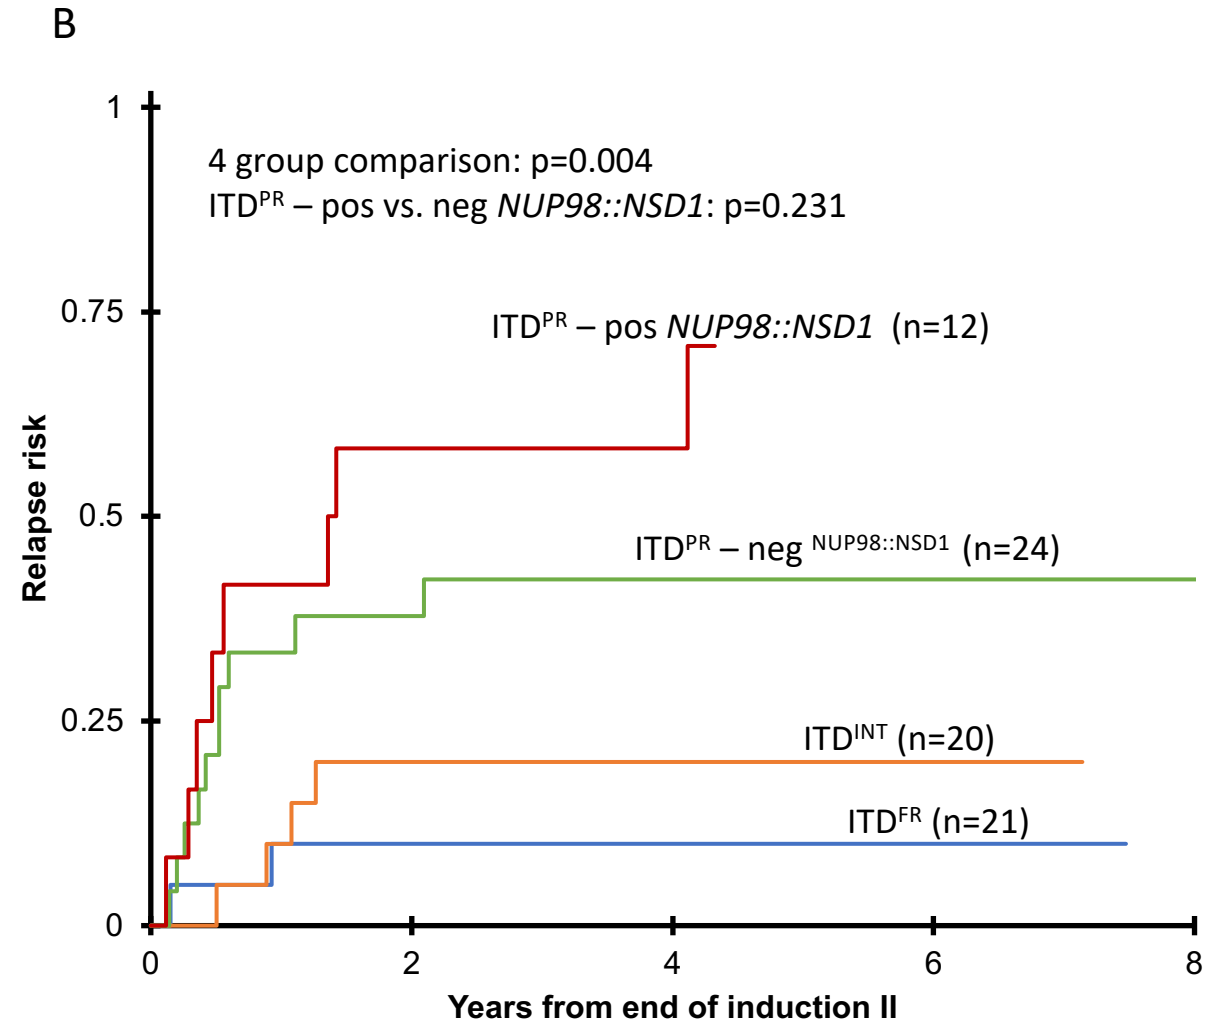 B
1
4 group comparison: p=0.004
ITDPR – pos vs. neg NUP98::NSD1: p=0.231
0.75
ITDPR – pos NUP98::NSD1 (n=12)
Relapse risk
0.5
ITDPR – neg NUP98::NSD1 (n=24)
0.25
ITDINT (n=20)
ITDFR (n=21)
0
0 2 4 6 8
Years from end of induction II